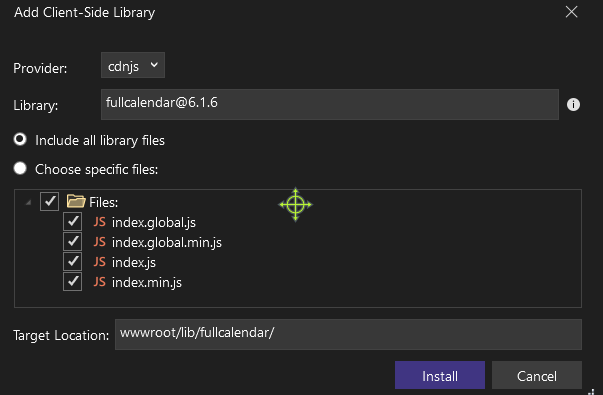 Add Client-Side Library
Provider: cdnjs
Library: fullcalendar@6.1.6
Include all library files
Choose specific files:
Files:
JS index.global.js
JS index.global.min.js
JS index.js
JS index.min.js
Target Location: wwwroot/lib/fullcalendar/
Install Cancel